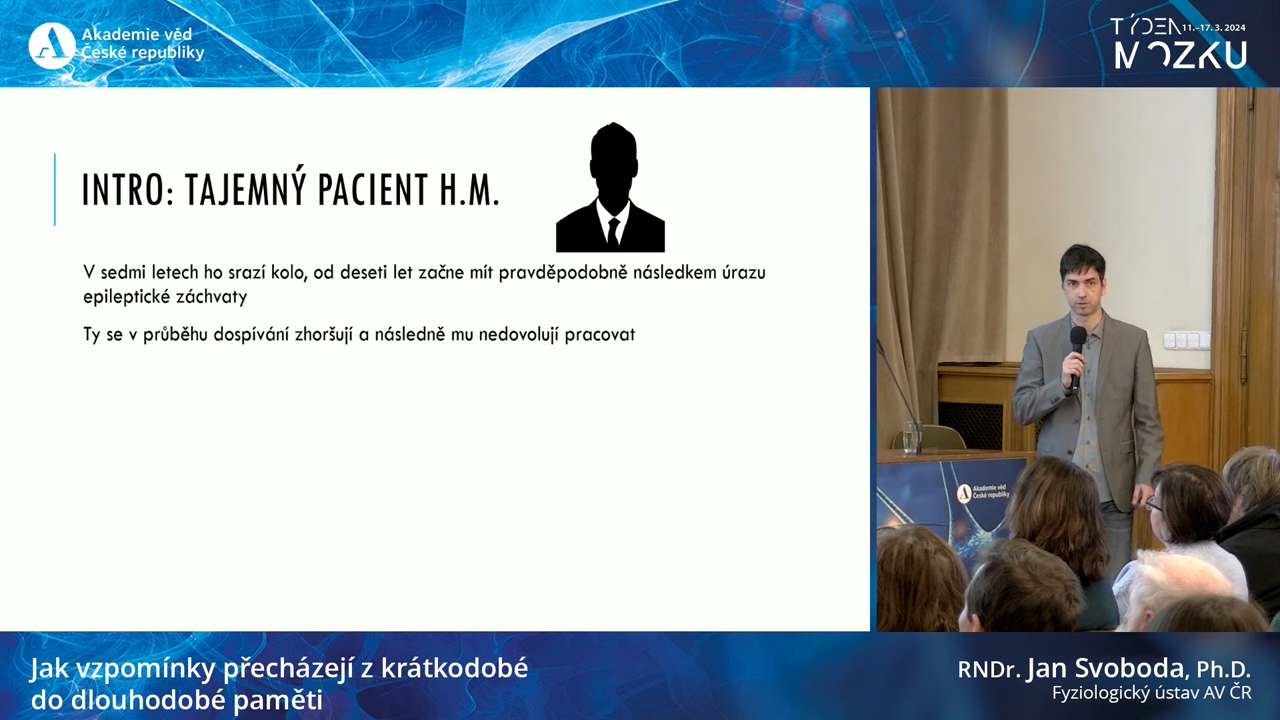 Akademie věd
České republiky
TÝDEN 11.–17. 3. 2024
MOZKU
INTRO: TAJEMNÝ PACIENT H.M.
V sedmi letech ho srazí kolo, od deseti let začne mít pravděpodobně následkem úrazu
epileptické záchvaty
Ty se v průběhu dospívání zhoršují a následně mu nedovolují pracovat
Akademie věd
České republiky
Jak vzpomínky přecházejí z krátkodobé
do dlouhodobé paměti
RNDr. Jan Svoboda, Ph.D.
Fyziologický ústav AV ČR